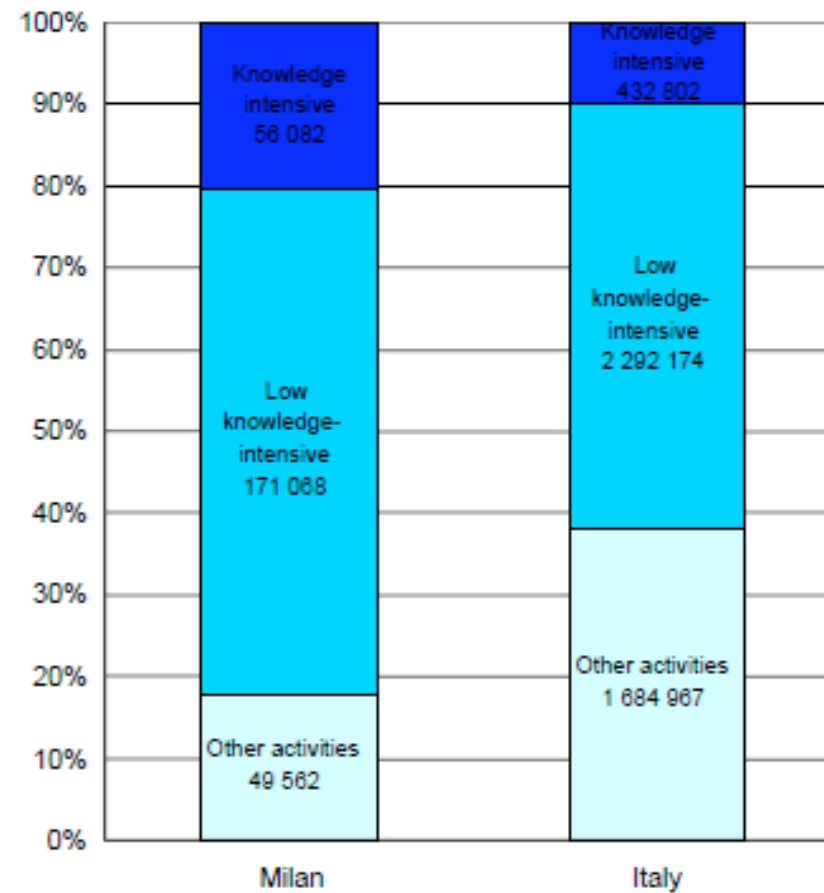 100%
90%
80%
70%
60%
50%
40%
30%
20%
10%
0%
Knowledge
intensive
56 082
Low
knowledge-
intensive
171 068
Other activities
49 562
Knowledge
intensive
432 802
Low
knowledge-
intensive
2 292 174
Other activities
1 684 967
Milan
Italy